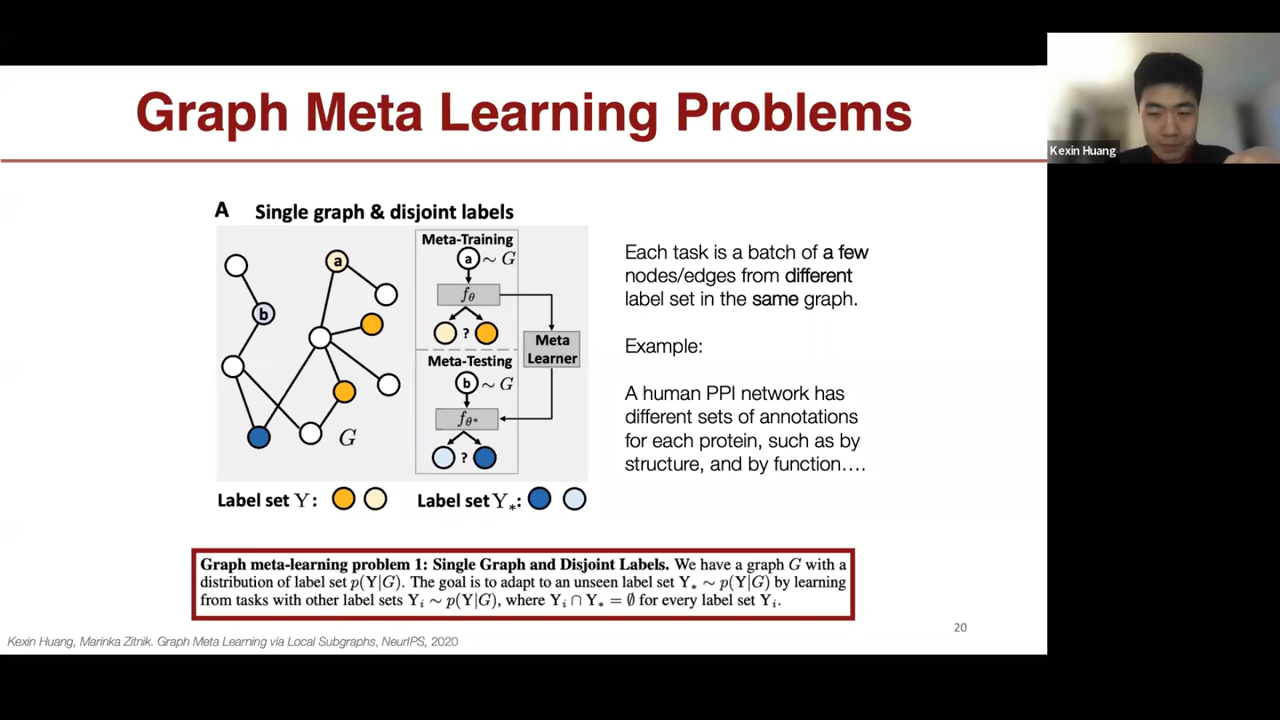 Graph Meta Learning Problems
Kexin Huang
A Single graph & disjoint labels
Meta-Training
a ~ G
fθ
?
Meta
Learner
Meta-Testing
b ~ G
fθ*
?
a
b
G
Label set Y:
Label set Y*:
Each task is a batch of a few
nodes/edges from different
label set in the same graph.
Example:
A human PPI network has
different sets of annotations
for each protein, such as by
structure, and by function….
Graph meta-learning problem 1: Single Graph and Disjoint Labels. We have a graph G with a
distribution of label set p(Y|G). The goal is to adapt to an unseen label set Y* ~ p(Y|G) by learning
from tasks with other label sets Yi ~ p(Y|G), where Yi ∩ Y* = ∅ for every label set Yi.
20
Kexin Huang, Marinka Zitnik. Graph Meta Learning via Local Subgraphs, NeurIPS, 2020